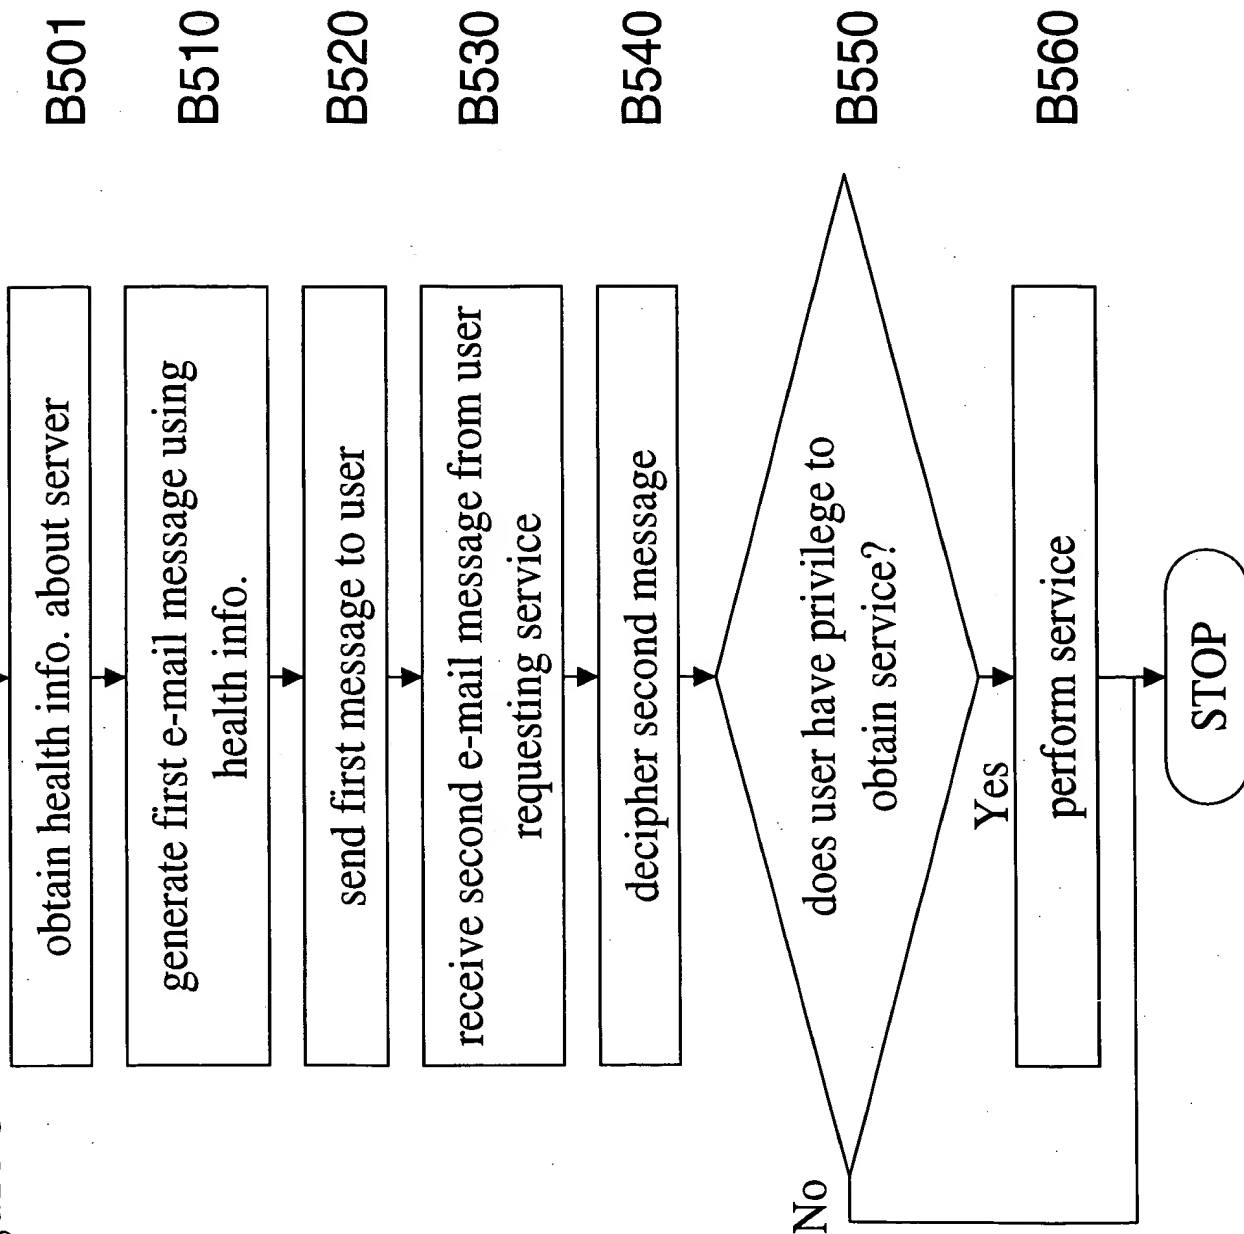 B501
obtain health info. about server
B510
generate first e-mail message using
health info.
B520
send first message to user
B530
receive second e-mail message from user
requesting service
B540
decipher second message
B550
does user have privilege to
obtain service?
No
Yes
B560
perform service
STOP